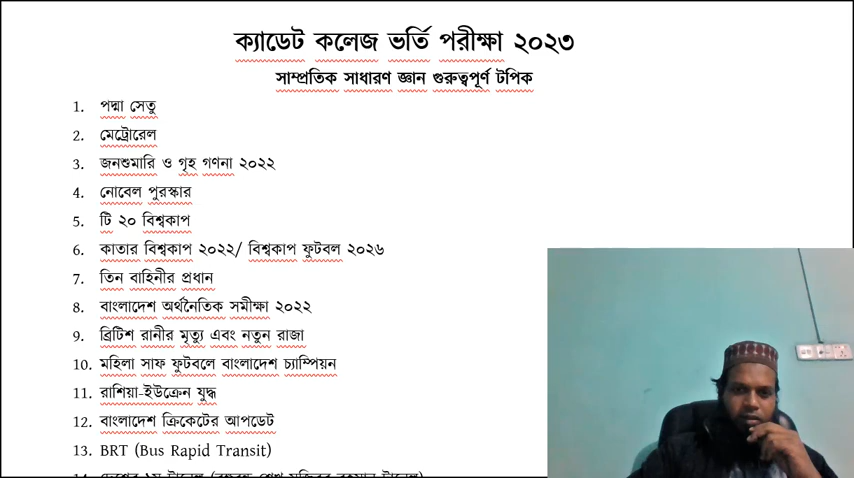 ক্যাডেট কলেজ ভর্তি পরীক্ষা ২০২৩
সাম্প্রতিক সাধারণ জ্ঞান গুরুত্বপূর্ণ টপিক
1. পদ্মা সেতু
2. মেট্রোরেল
3. জনশুমারি ও গৃহ গণনা ২০২২
4. নোবেল পুরস্কার
5. টি ২০ বিশ্বকাপ
6. কাতার বিশ্বকাপ ২০২২/ বিশ্বকাপ ফুটবল ২০২৬
7. তিন বাহিনীর প্রধান
8. বাংলাদেশ অর্থনৈতিক সমীক্ষা ২০২২
9. ব্রিটিশ রানীর মৃত্যু এবং নতুন রাজা
10. মহিলা সাফ ফুটবলে বাংলাদেশ চ্যাম্পিয়ন
11. রাশিয়া-ইউক্রেন যুদ্ধ
12. বাংলাদেশ ক্রিকেটের আপডেট
13. BRT (Bus Rapid Transit)